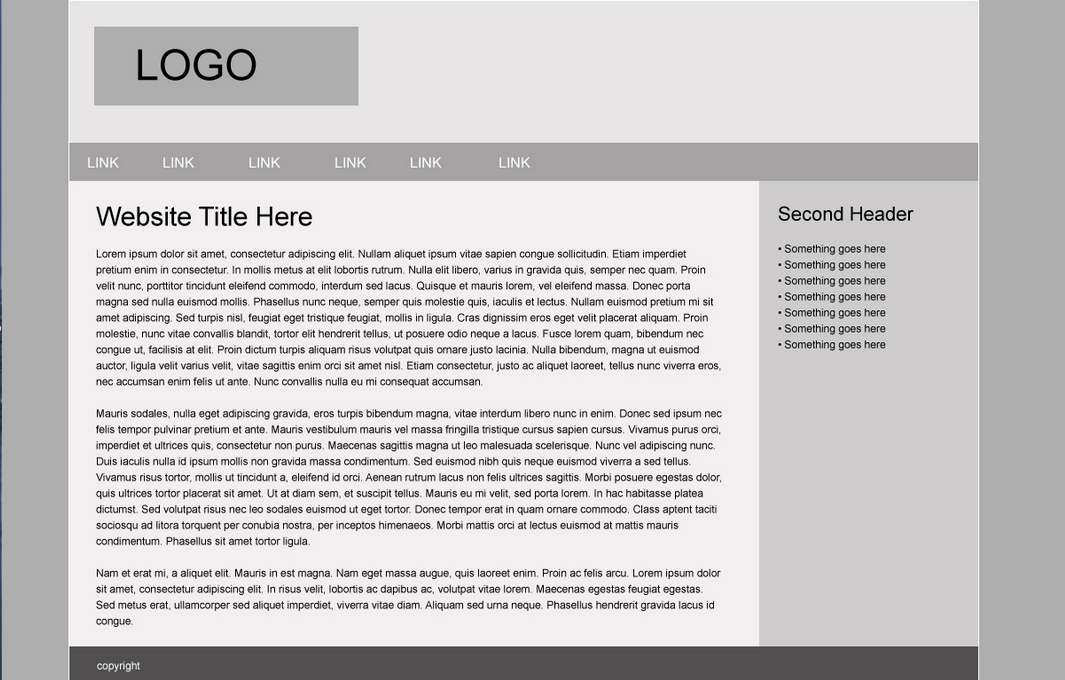 LOGO
LINK LINK LINK LINK LINK LINK
Website Title Here
Lorem ipsum dolor sit amet, consectetur adipiscing elit. Nullam aliquet ipsum vitae sapien congue sollicitudin. Etiam imperdiet
pretium enim in consectetur. In mollis metus at elit lobortis rutrum. Nulla elit libero, varius in gravida quis, semper nec quam. Proin
velit nunc, porttitor tincidunt eleifend commodo, interdum sed lacus. Quisque et mauris lorem, vel eleifend massa. Donec porta
magna sed nulla euismod mollis. Phasellus nunc neque, semper quis molestie quis, iaculis et lectus. Nullam euismod pretium mi sit
amet adipiscing. Sed turpis nisl, feugiat eget tristique feugiat, mollis in ligula. Cras dignissim eros eget velit placerat aliquam. Proin
molestie, nunc vitae convallis blandit, tortor elit hendrerit tellus, ut posuere odio neque a lacus. Fusce lorem quam, bibendum nec
congue ut, facilisis at elit. Proin dictum turpis aliquam risus volutpat quis ornare justo lacinia. Nulla bibendum, magna ut euismod
auctor, ligula velit varius velit, vitae sagittis enim orci sit amet nisl. Etiam consectetur, justo ac aliquet laoreet, tellus nunc viverra eros,
nec accumsan enim felis ut ante. Nunc convallis nulla eu mi consequat accumsan.
Mauris sodales, nulla eget adipiscing gravida, eros turpis bibendum magna, vitae interdum libero nunc in enim. Donec sed ipsum nec
felis tempor pulvinar pretium et ante. Mauris vestibulum mauris vel massa fringilla tristique cursus sapien cursus. Vivamus purus orci,
imperdiet et ultrices quis, consectetur non purus. Maecenas sagittis magna ut leo malesuada scelerisque. Nunc vel adipiscing nunc.
Duis iaculis nulla id ipsum mollis non gravida massa condimentum. Sed euismod nibh quis neque euismod viverra a sed tellus.
Vivamus risus tortor, mollis ut tincidunt a, eleifend id orci. Aenean rutrum lacus non felis ultrices sagittis. Morbi posuere egestas dolor,
quis ultrices tortor placerat sit amet. Ut at diam sem, et suscipit tellus. Mauris eu mi velit, sed porta lorem. In hac habitasse platea
dictumst. Sed volutpat risus nec leo sodales euismod ut eget tortor. Donec tempor erat in quam ornare commodo. Class aptent taciti
sociosqu ad litora torquent per conubia nostra, per inceptos himenaeos. Morbi mattis orci at lectus euismod at mattis mauris
condimentum. Phasellus sit amet tortor ligula.
Nam et erat mi, a aliquet elit. Mauris in est magna. Nam eget massa augue, quis laoreet enim. Proin ac felis arcu. Lorem ipsum dolor
sit amet, consectetur adipiscing elit. In risus velit, lobortis ac dapibus ac, volutpat vitae lorem. Maecenas egestas feugiat egestas.
Sed metus erat, ullamcorper sed aliquet imperdiet, viverra vitae diam. Aliquam sed urna neque. Phasellus hendrerit gravida lacus id
congue.
Second Header
• Something goes here
• Something goes here
• Something goes here
• Something goes here
• Something goes here
• Something goes here
• Something goes here
copyright